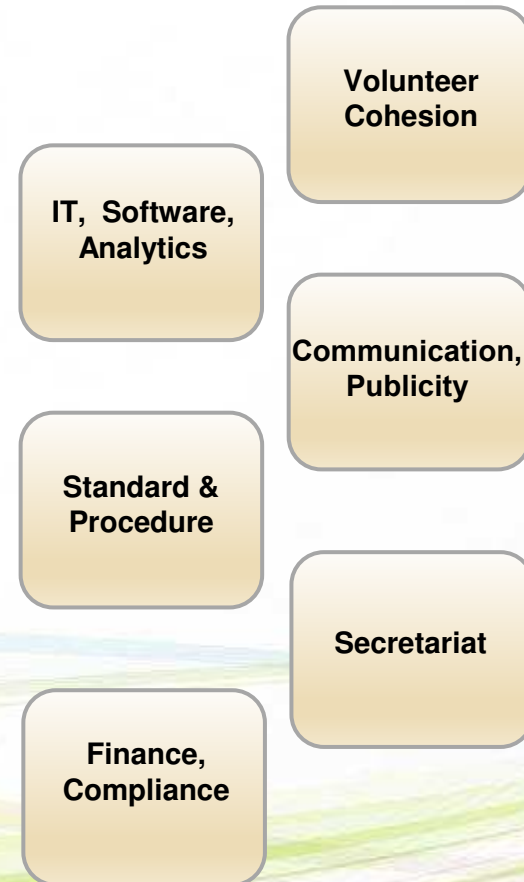 Volunteer
Cohesion
IT, Software,
Analytics
Communication,
Publicity
Standard &
Procedure
Secretariat
Finance,
Compliance